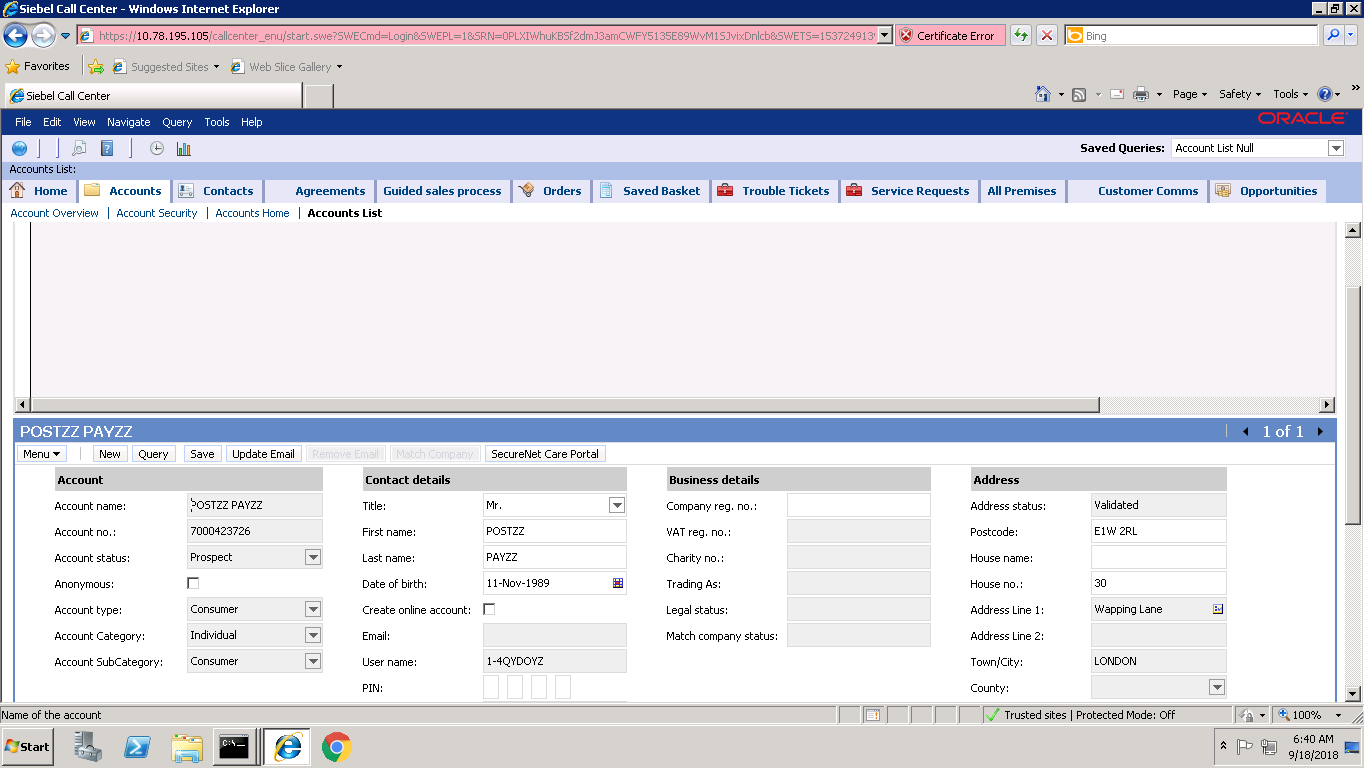 Siebel Call Center - Windows Internet Explorer
https://10.78.195.105/callcenter_enu/start.swe?SWECmd=Login&SWEPL=1&SRN= Certificate Error Bing
Favorites Suggested Sites Web Slice Gallery
Siebel Call Center Page Safety Tools
File Edit View Navigate Query Tools Help ORACLE
Saved Queries: Account List Null
Accounts List:
Home Accounts Contacts Agreements Guided sales process Orders Saved Basket Trouble Tickets Service Requests All Premises Customer Comms Opportunities
Account Overview Account Security Accounts Home Accounts List
POSTZZ PAYZZ 1 of 1
Menu New Query Save Update Email Remove Email Match Company SecureNet Care Portal
Account Contact details Business details Address
Account name: POSTZZ PAYZZ Title: Mr. Company reg. no.: Address status: Validated
Account no.: 7000423726 First name: POSTZZ VAT reg. no.: Postcode: E1W 2RL
Account status: Prospect Last name: PAYZZ Charity no.: House name:
Anonymous: Date of birth: 11-Nov-1989 Trading As: House no.: 30
Account type: Consumer Create online account: Legal status: Address Line 1: Wapping Lane
Account Category: Individual Email: Match company status: Address Line 2:
Account SubCategory: Consumer User name: 1-4QYDOYZ Town/City: LONDON
PIN: County:
Name of the account Trusted sites | Protected Mode: Off 100%
Start 6:40 AM
9/18/2018